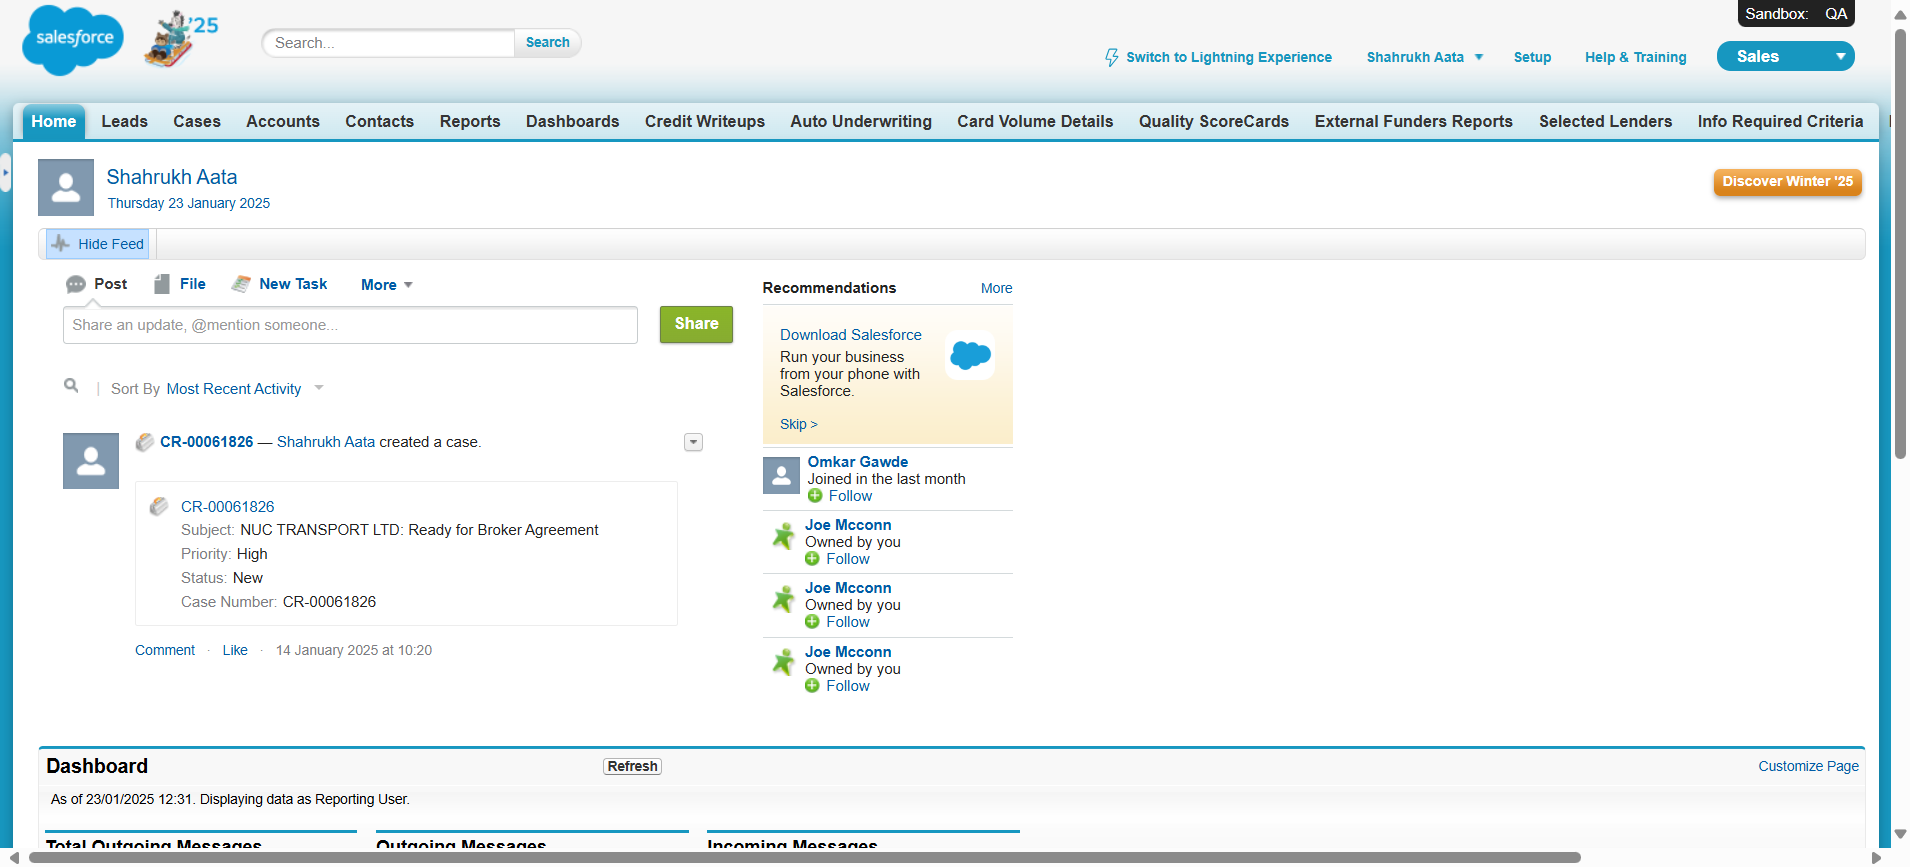 Sandbox: QA
salesforce
'25
Search...
Search
Switch to Lightning Experience
Shahrukh Aata
Setup
Help & Training
Sales
Home
Leads
Cases
Accounts
Contacts
Reports
Dashboards
Credit Writeups
Auto Underwriting
Card Volume Details
Quality ScoreCards
External Funders Reports
Selected Lenders
Info Required Criteria
Shahrukh Aata
Thursday 23 January 2025
Discover Winter '25
Hide Feed
Post
File
New Task
More
Share an update, @mention someone...
Share
Sort By Most Recent Activity
CR-00061826 — Shahrukh Aata created a case.
CR-00061826
Subject: NUC TRANSPORT LTD: Ready for Broker Agreement
Priority: High
Status: New
Case Number: CR-00061826
Comment · Like · 14 January 2025 at 10:20
Recommendations
More
Download Salesforce
Run your business
from your phone with
Salesforce.
Skip >
Omkar Gawde
Joined in the last month
Follow
Joe Mcconn
Owned by you
Follow
Joe Mcconn
Owned by you
Follow
Joe Mcconn
Owned by you
Follow
Dashboard
Refresh
Customize Page
As of 23/01/2025 12:31. Displaying data as Reporting User.
Total Outgoing Messages
Outgoing Messages
Incoming Messages